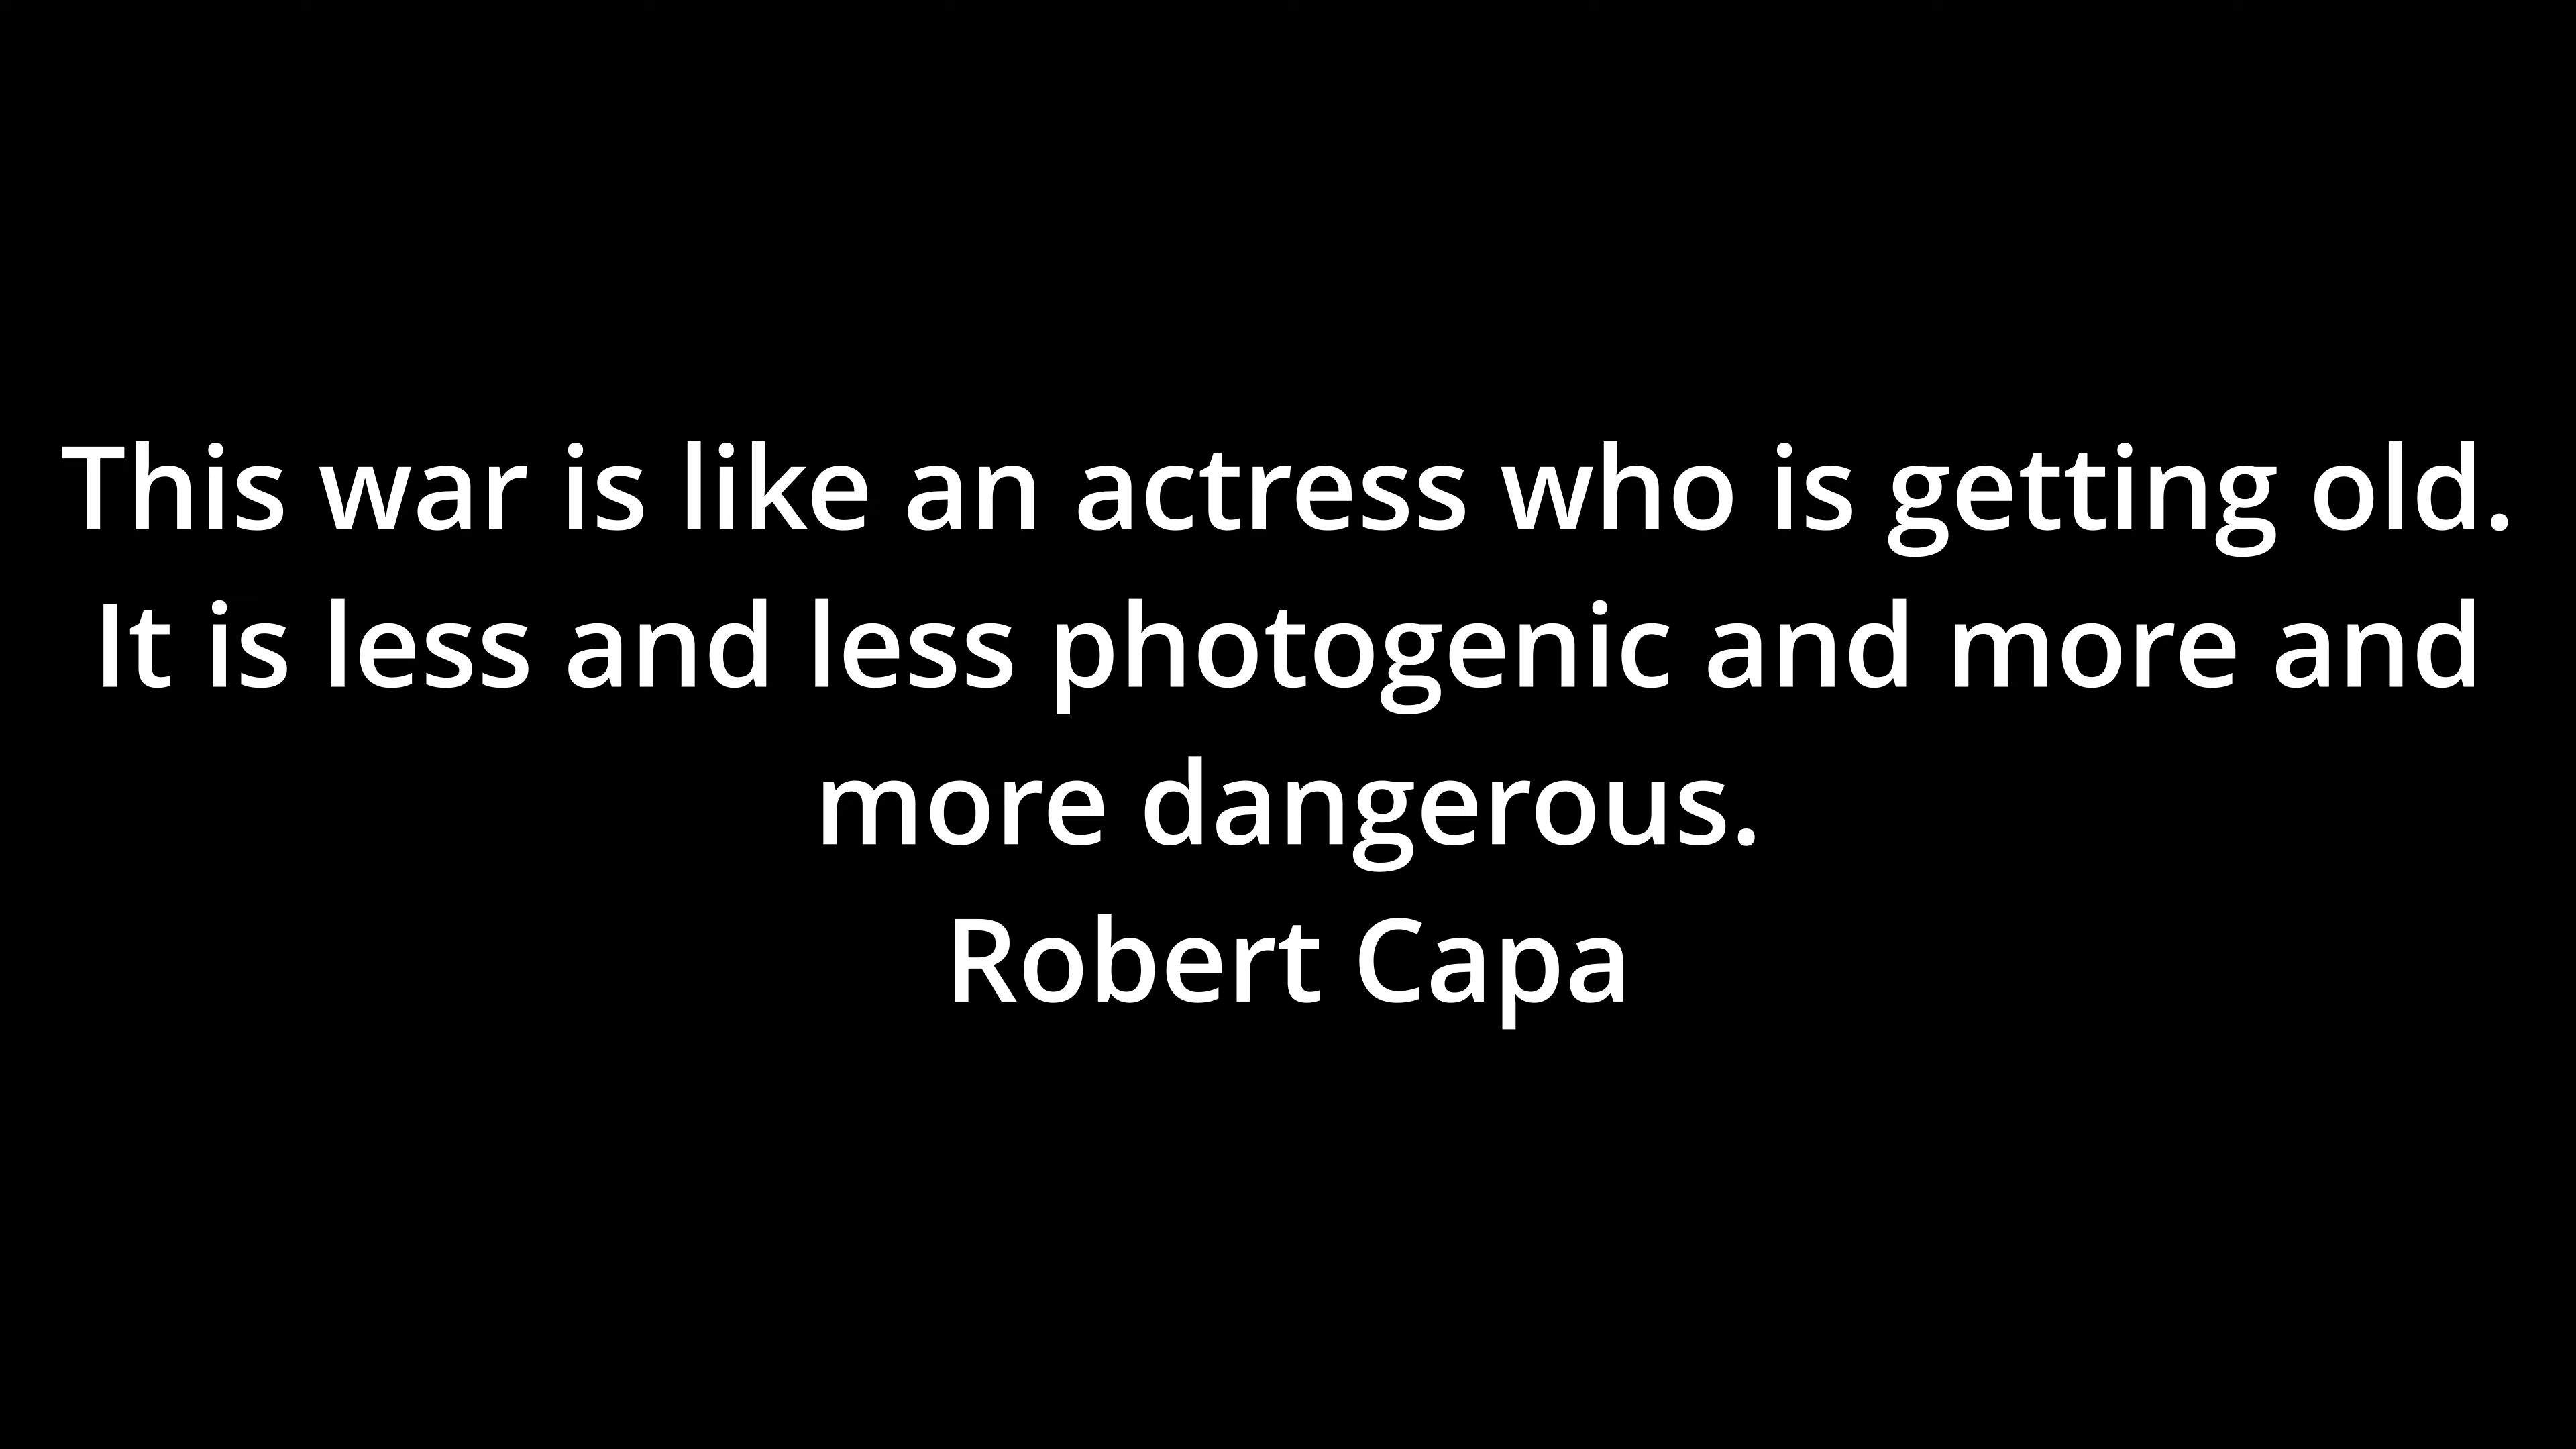 This war is like an actress who is getting old.
It is less and less photogenic and more and
more dangerous.
Robert Capa